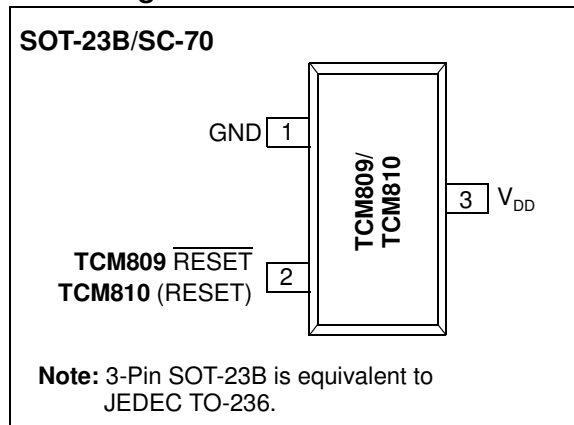 SOT-23B/SC-70
GND 1
TCM809/
TCM810
3 V_DD
TCM809 RESET
2
TCM810 (RESET)
Note: 3-Pin SOT-23B is equivalent to
JEDEC TO-236.